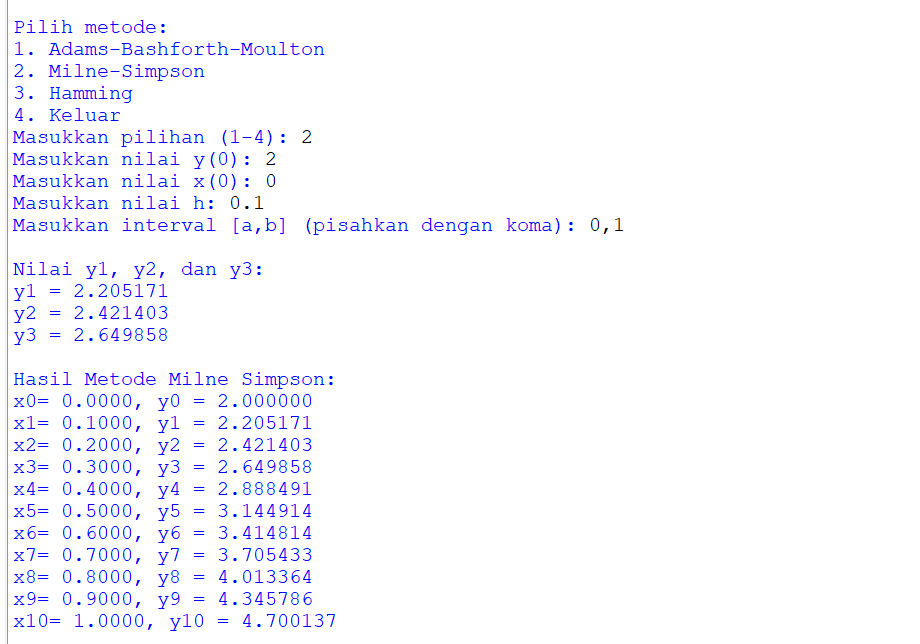 Pilih metode:
1. Adams-Bashforth-Moulton
2. Milne-Simpson
3. Hamming
4. Keluar
Masukkan pilihan (1-4): 2
Masukkan nilai y(0): 2
Masukkan nilai x(0): 0
Masukkan nilai h: 0.1
Masukkan interval [a,b] (pisahkan dengan koma): 0,1
Nilai y1, y2, dan y3:
y1 = 2.205171
y2 = 2.421403
y3 = 2.649858
Hasil Metode Milne Simpson:
x0= 0.0000, y0 = 2.000000
x1= 0.1000, y1 = 2.205171
x2= 0.2000, y2 = 2.421403
x3= 0.3000, y3 = 2.649858
x4= 0.4000, y4 = 2.888491
x5= 0.5000, y5 = 3.144914
x6= 0.6000, y6 = 3.414814
x7= 0.7000, y7 = 3.705433
x8= 0.8000, y8 = 4.013364
x9= 0.9000, y9 = 4.345786
x10= 1.0000, y10 = 4.700137